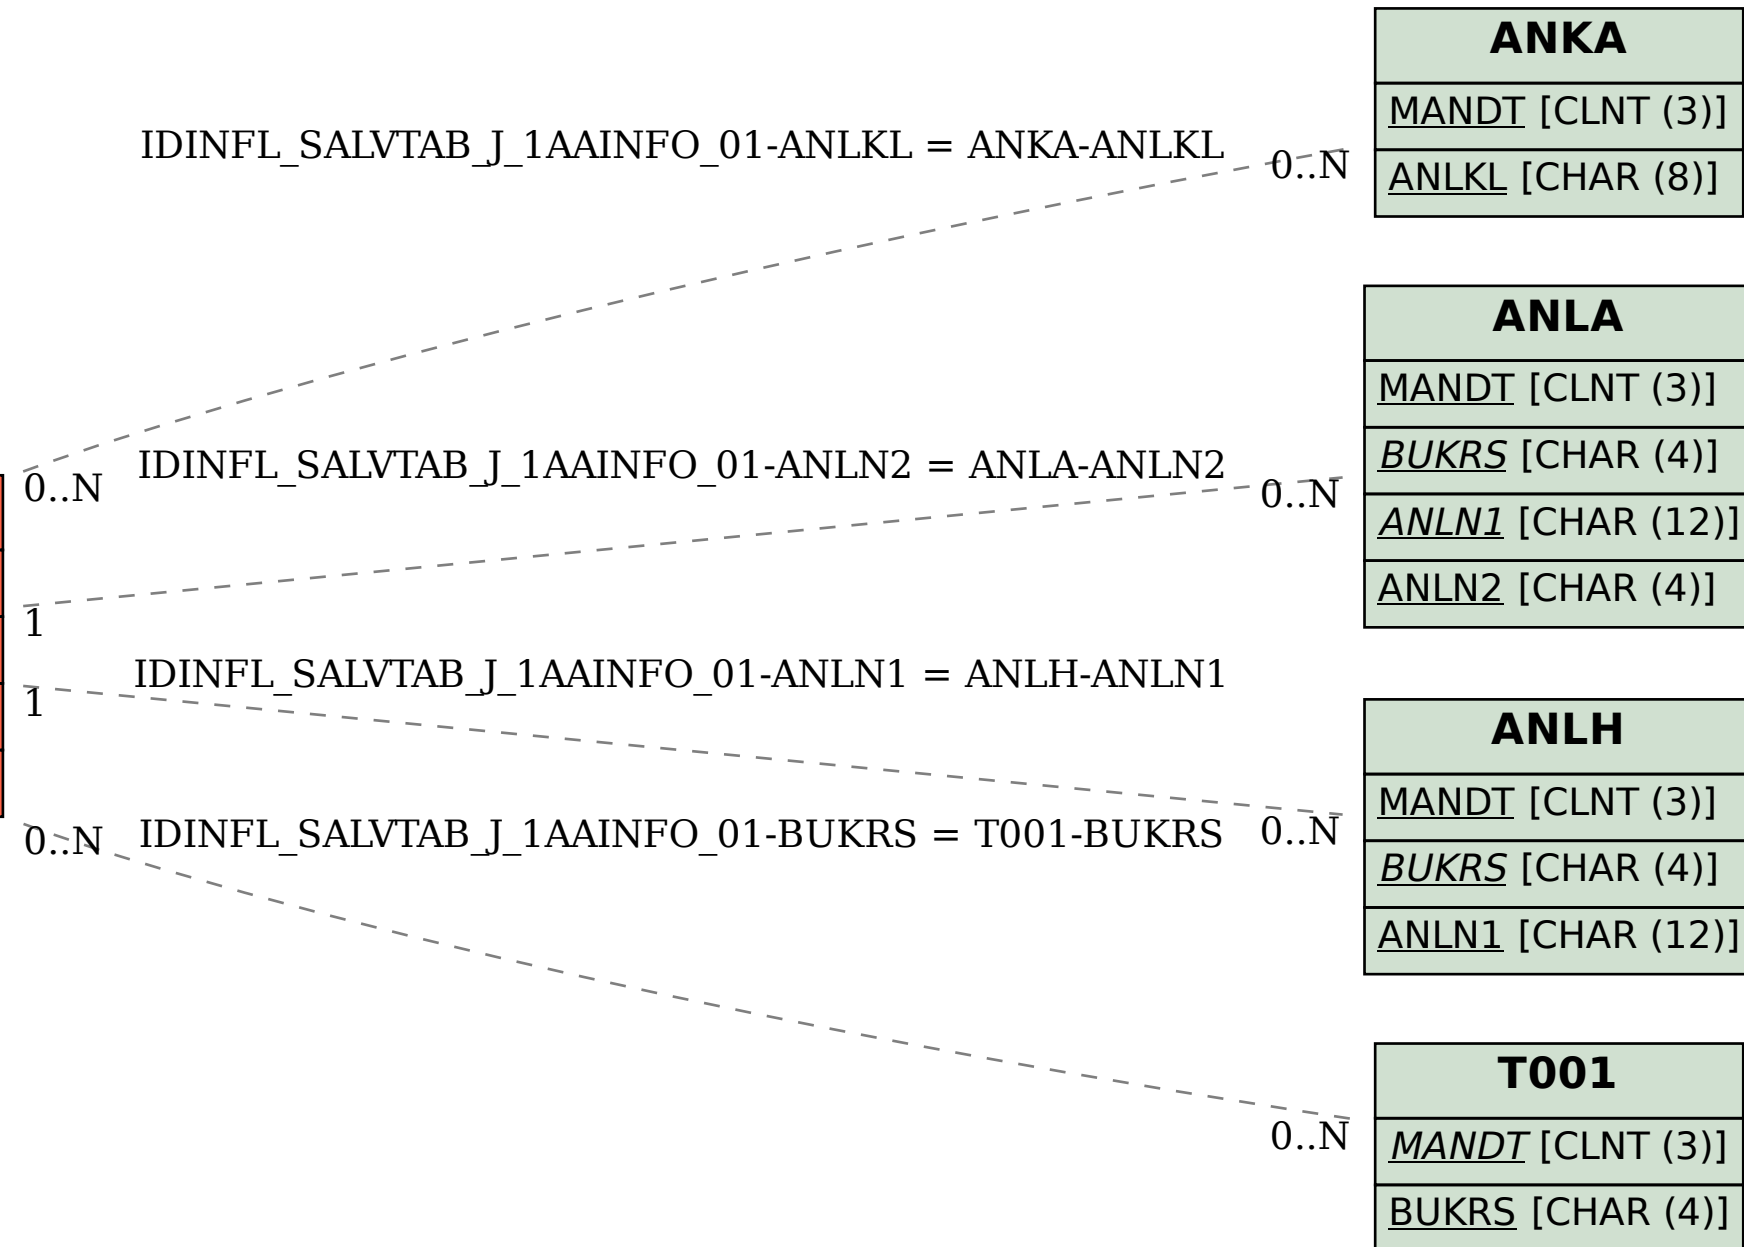 ANKA
MANDT [CLNT (3)]
ANLKL [CHAR (8)]
IDINFL_SALVTAB_J_1AAINFO_01-ANLKL = ANKA-ANLKL
0..N
0..N
ANLA
MANDT [CLNT (3)]
BUKRS [CHAR (4)]
ANLN1 [CHAR (12)]
ANLN2 [CHAR (4)]
IDINFL_SALVTAB_J_1AAINFO_01-ANLN2 = ANLA-ANLN2
0..N
1
IDINFL_SALVTAB_J_1AAINFO_01-ANLN1 = ANLH-ANLN1
1
0..N
ANLH
MANDT [CLNT (3)]
BUKRS [CHAR (4)]
ANLN1 [CHAR (12)]
IDINFL_SALVTAB_J_1AAINFO_01-BUKRS = T001-BUKRS
0..N
0..N
T001
MANDT [CLNT (3)]
BUKRS [CHAR (4)]